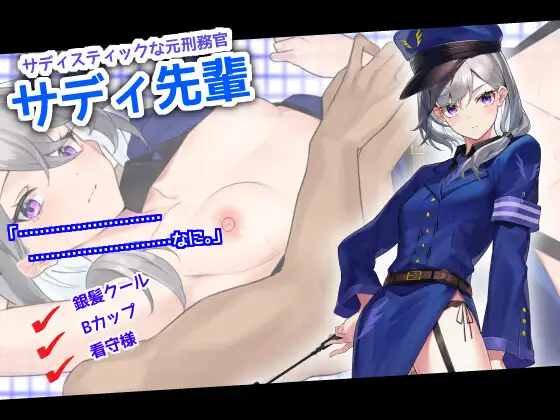 サディスティックな元刑務官
サディ先輩
「…………………………
…………………………なに。」
銀髪クール
Bカップ
看守様